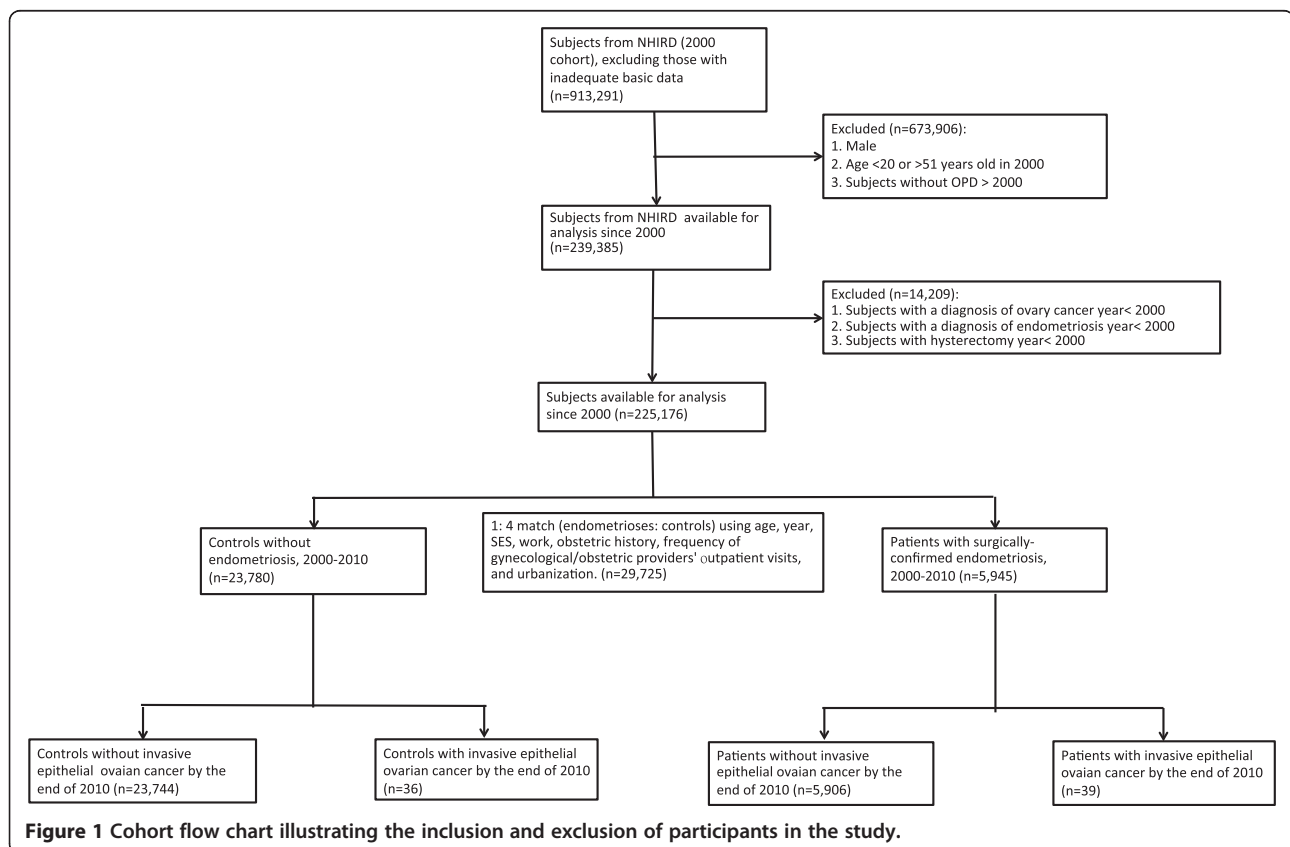 Subjects from NHIRD (2000
cohort), excluding those with
inadequate basic data
(n=913,291)
Excluded (n=673,906):
1. Male
2. Age <20 or >51 years old in 2000
3. Subjects without OPD > 2000
Subjects from NHIRD available for
analysis since 2000
(n=239,385)
Excluded (n=14,209):
1. Subjects with a diagnosis of ovary cancer year< 2000
2. Subjects with a diagnosis of endometriosis year< 2000
3. Subjects with hysterectomy year< 2000
Subjects available for analysis
since 2000 (n=225,176)
Controls without
endometriosis, 2000-2010
(n=23,780)
1: 4 match (endometrioses: controls) using age, year,
SES, work, obstetric history, frequency of
gynecological/obstetric providers' outpatient visits,
and urbanization. (n=29,725)
Patients with surgically-
confirmed endometriosis,
2000-2010 (n=5,945)
Controls without invasive
epithelial ovaian cancer by the
end of 2010 (n=23,744)
Controls with invasive epithelial
ovarian cancer by the end of 2010
(n=36)
Patients without invasive
epithelial ovaian cancer by the
end of 2010 (n=5,906)
Patients with invasive epithelial
ovaian cancer by the end of 2010
(n=39)
Figure 1 Cohort flow chart illustrating the inclusion and exclusion of participants in the study.